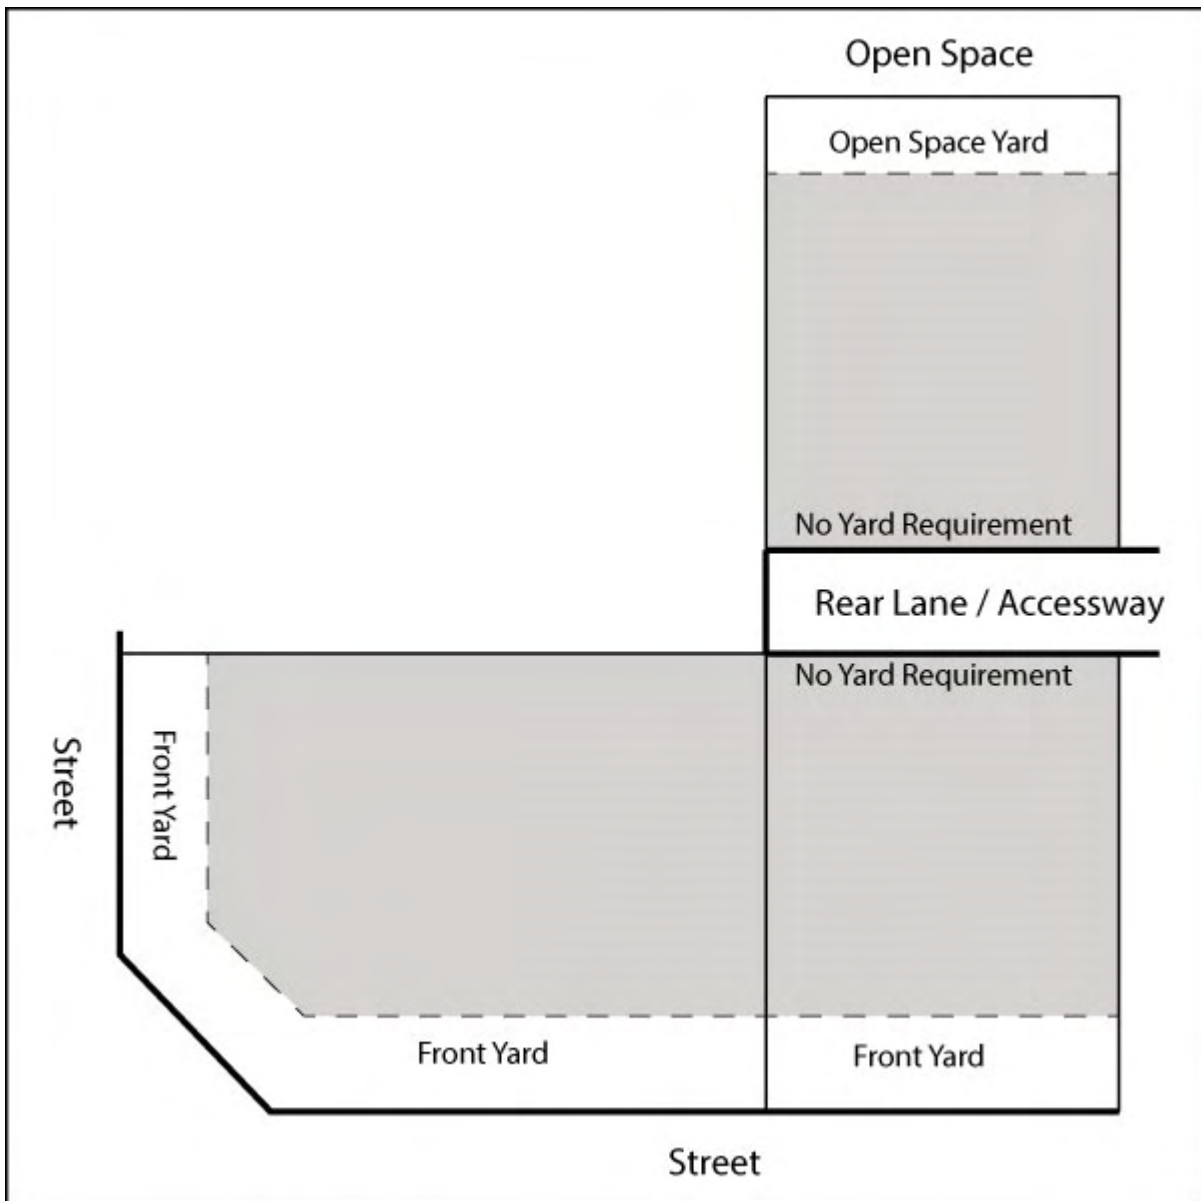 Open Space
Open Space Yard
No Yard Requirement
Rear Lane / Accessway
No Yard Requirement
Street
Front Yard
Front Yard
Front Yard
Street